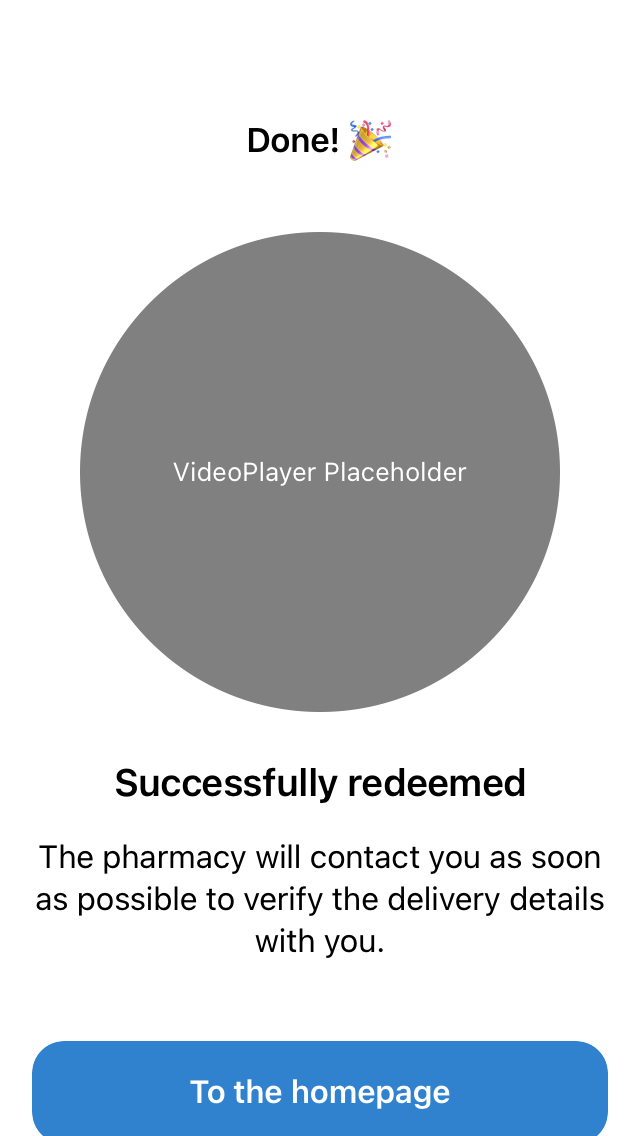 Done! 🎉
VideoPlayer Placeholder
Successfully redeemed
The pharmacy will contact you as soon
as possible to verify the delivery details
with you.
To the homepage